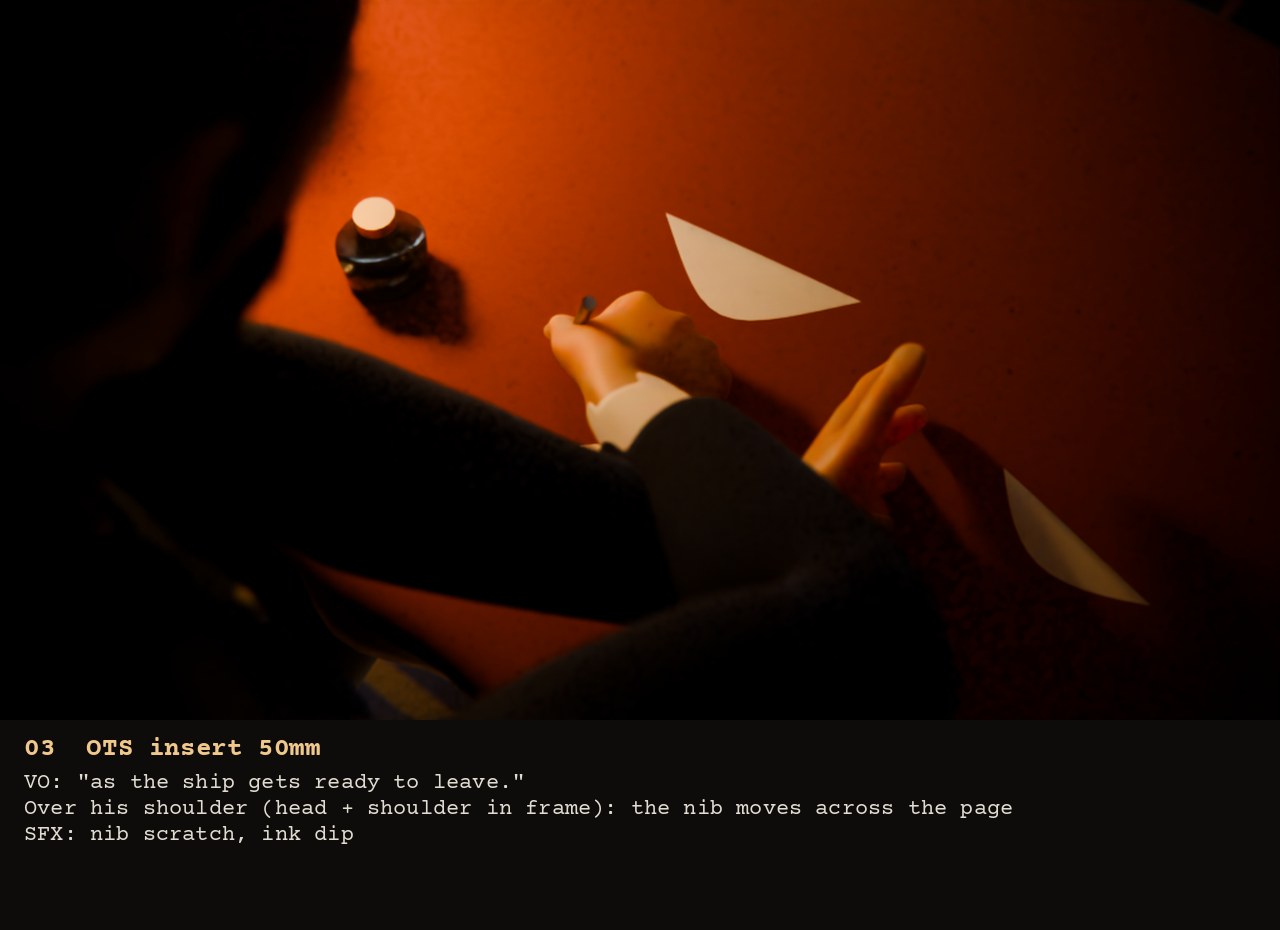 03 OTS insert 50mm
VO: "as the ship gets ready to leave."
Over his shoulder (head + shoulder in frame): the nib moves across the page
SFX: nib scratch, ink dip